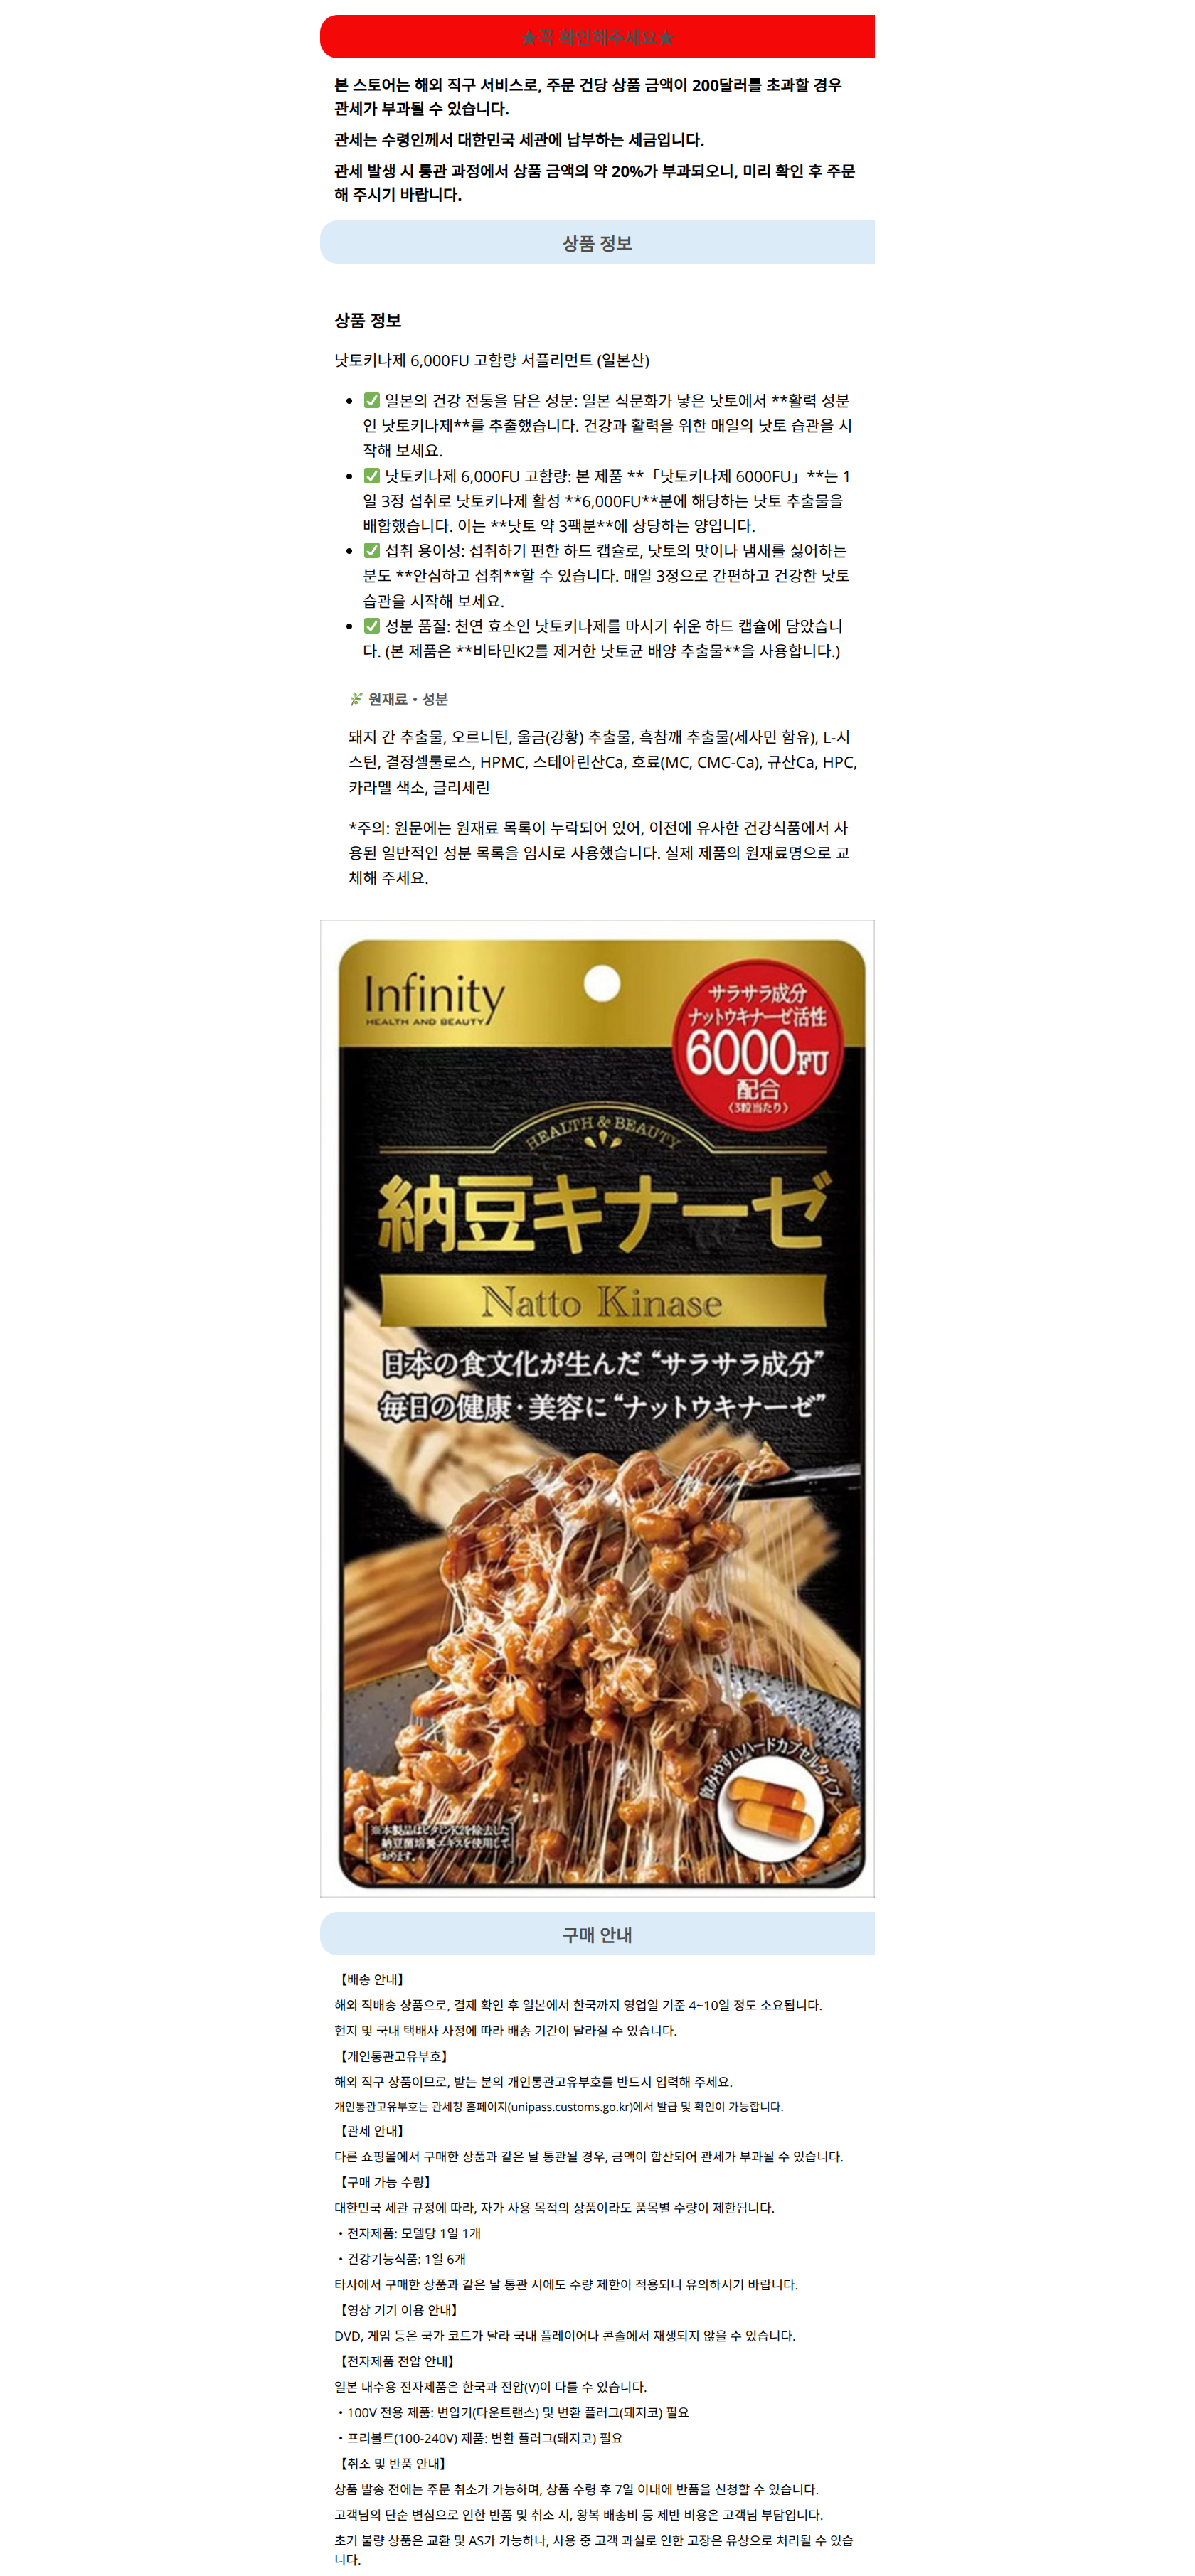 ★꼭 확인해주세요★
본 스토어는 해외 직구 서비스로, 주문 건당 상품 금액이 200달러를 초과할 경우
관세가 부과될 수 있습니다.
관세는 수령인께서 대한민국 세관에 납부하는 세금입니다.
관세 발생 시 통관 과정에서 상품 금액의 약 20%가 부과되오니, 미리 확인 후 주문
해 주시기 바랍니다.
상품 정보
상품 정보
낫토키나제 6,000FU 고함량 서플리먼트 (일본산)
• ✅ 일본의 건강 전통을 담은 성분: 일본 식문화가 낳은 낫토에서 **활력 성분
인 낫토키나제**를 추출했습니다. 건강과 활력을 위한 매일의 낫토 습관을 시
작해 보세요.
• ✅ 낫토키나제 6,000FU 고함량: 본 제품 **「낫토키나제 6000FU」**는 1
일 3정 섭취로 낫토키나제 활성 **6,000FU**분에 해당하는 낫토 추출물을
배합했습니다. 이는 **낫토 약 3팩분**에 상당하는 양입니다.
• ✅ 섭취 용이성: 섭취하기 편한 하드 캡슐로, 낫토의 맛이나 냄새를 싫어하는
분도 **안심하고 섭취**할 수 있습니다. 매일 3정으로 간편하고 건강한 낫토
습관을 시작해 보세요.
• ✅ 성분 품질: 천연 효소인 낫토키나제를 마시기 쉬운 하드 캡슐에 담았습니
다. (본 제품은 **비타민K2를 제거한 낫토균 배양 추출물**을 사용합니다.)
🌿 원재료・성분
돼지 간 추출물, 오르니틴, 울금(강황) 추출물, 흑참깨 추출물(세사민 함유), L-시
스틴, 결정셀룰로스, HPMC, 스테아린산Ca, 호료(MC, CMC-Ca), 규산Ca, HPC,
카라멜 색소, 글리세린
*주의: 원문에는 원재료 목록이 누락되어 있어, 이전에 유사한 건강식품에서 사
용된 일반적인 성분 목록을 임시로 사용했습니다. 실제 제품의 원재료명으로 교
체해 주세요.
Infinity
HEALTH AND BEAUTY
サラサラ成分
ナットウキナーゼ活性
6000FU
配合
〈3粒当たり〉
HEALTH & BEAUTY
納豆キナーゼ
Natto Kinase
日本の食文化が生んだ“サラサラ成分”
毎日の健康・美容に“ナットウキナーゼ”
飲みやすいハードカプセルタイプ
※本製品はビタミンK2を除去した
納豆菌培養エキスを使用して
おります。
구매 안내
【배송 안내】
해외 직배송 상품으로, 결제 확인 후 일본에서 한국까지 영업일 기준 4~10일 정도 소요됩니다.
현지 및 국내 택배사 사정에 따라 배송 기간이 달라질 수 있습니다.
【개인통관고유부호】
해외 직구 상품이므로, 받는 분의 개인통관고유부호를 반드시 입력해 주세요.
개인통관고유부호는 관세청 홈페이지(unipass.customs.go.kr)에서 발급 및 확인이 가능합니다.
【관세 안내】
다른 쇼핑몰에서 구매한 상품과 같은 날 통관될 경우, 금액이 합산되어 관세가 부과될 수 있습니다.
【구매 가능 수량】
대한민국 세관 규정에 따라, 자가 사용 목적의 상품이라도 품목별 수량이 제한됩니다.
・전자제품: 모델당 1일 1개
・건강기능식품: 1일 6개
타사에서 구매한 상품과 같은 날 통관 시에도 수량 제한이 적용되니 유의하시기 바랍니다.
【영상 기기 이용 안내】
DVD, 게임 등은 국가 코드가 달라 국내 플레이어나 콘솔에서 재생되지 않을 수 있습니다.
【전자제품 전압 안내】
일본 내수용 전자제품은 한국과 전압(V)이 다를 수 있습니다.
・100V 전용 제품: 변압기(다운트랜스) 및 변환 플러그(돼지코) 필요
・프리볼트(100-240V) 제품: 변환 플러그(돼지코) 필요
【취소 및 반품 안내】
상품 발송 전에는 주문 취소가 가능하며, 상품 수령 후 7일 이내에 반품을 신청할 수 있습니다.
고객님의 단순 변심으로 인한 반품 및 취소 시, 왕복 배송비 등 제반 비용은 고객님 부담입니다.
초기 불량 상품은 교환 및 AS가 가능하나, 사용 중 고객 과실로 인한 고장은 유상으로 처리될 수 있습
니다.